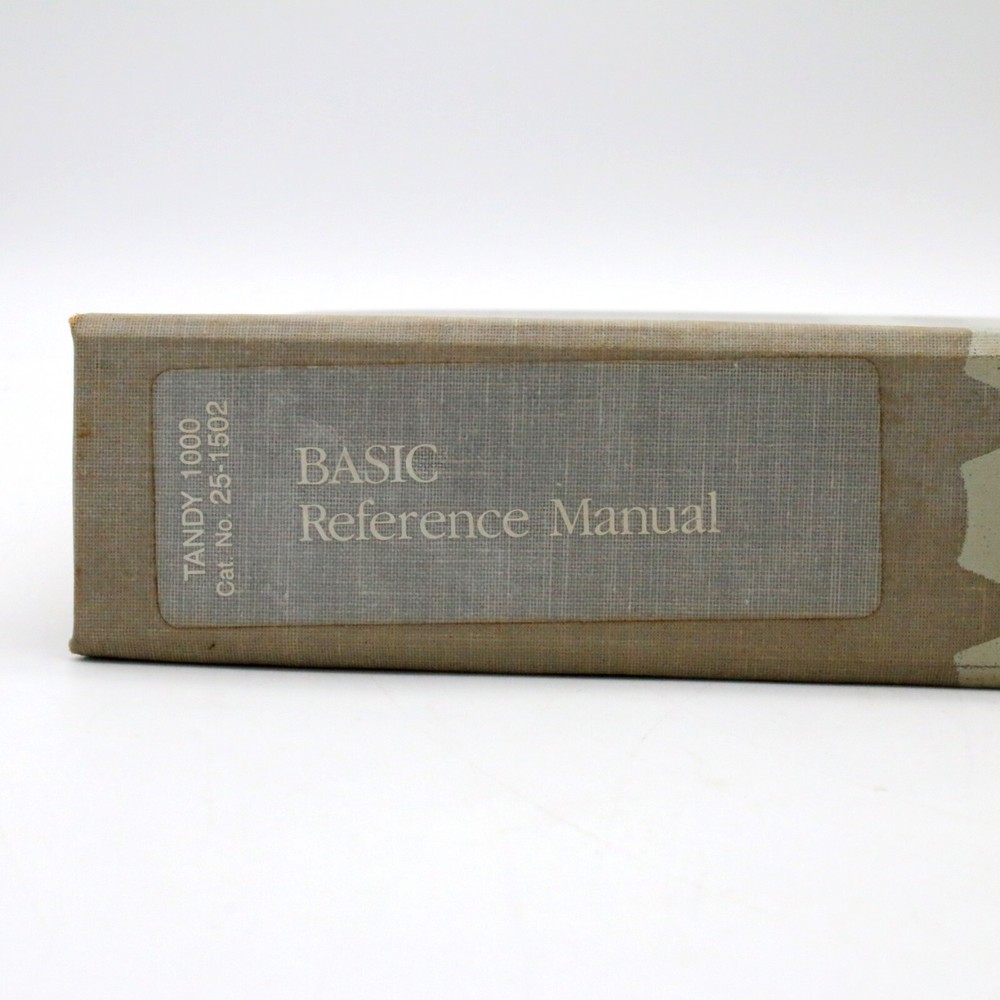 TANDY 1000
Cat. No. 25-1502
BASIC
Reference Manual